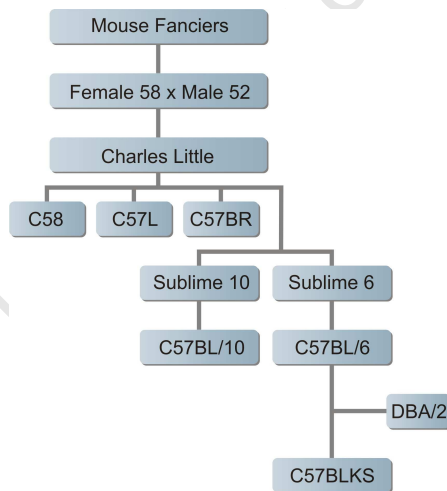 Mouse Fanciers
Female 58 x Male 52
Charles Little
C58
C57L
C57BR
Sublime 10
Sublime 6
C57BL/10
C57BL/6
DBA/2
C57BLKS